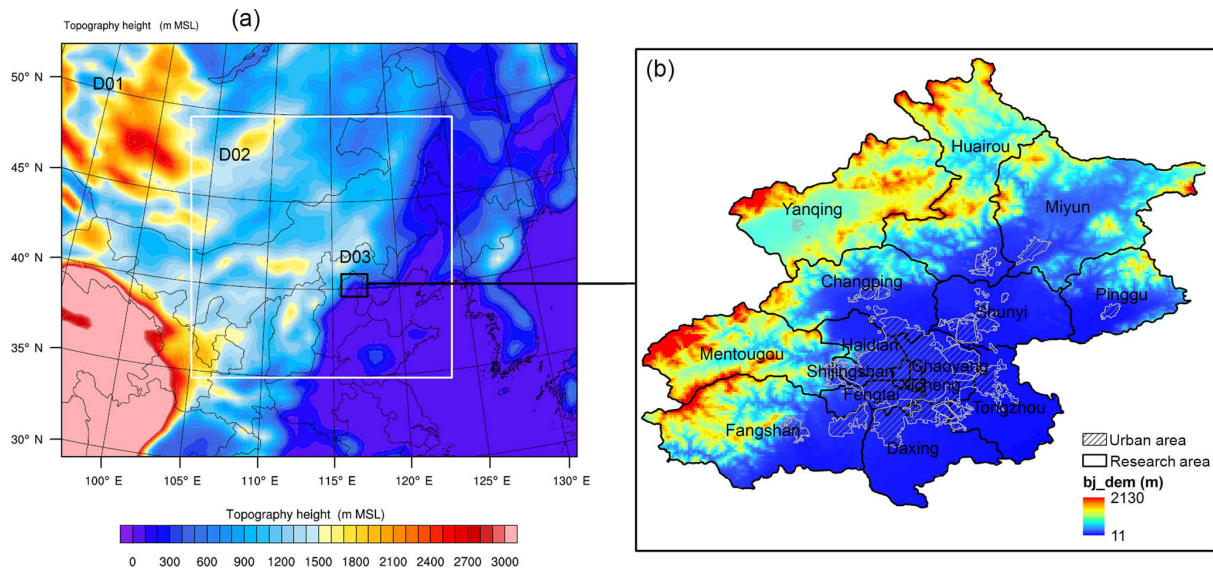 (a)
Topography height (m MSL)
50° N
45° N
40° N
35° N
30° N
D01
D02
D03
100° E 105° E 110° E 115° E 120° E 125° E 130° E
Topography height (m MSL)
0 300 600 900 1200 1500 1800 2100 2400 2700 3000
(b)
Huairou
Yanqing
Miyun
Changping
Pinggu
Shunyi
Haidian
Mentougou
Shijingshan
Chaoyang
Xicheng
Fengtai
Tongzhou
Fangshan
Daxing
Urban area
Research area
bj_dem (m)
2130
11